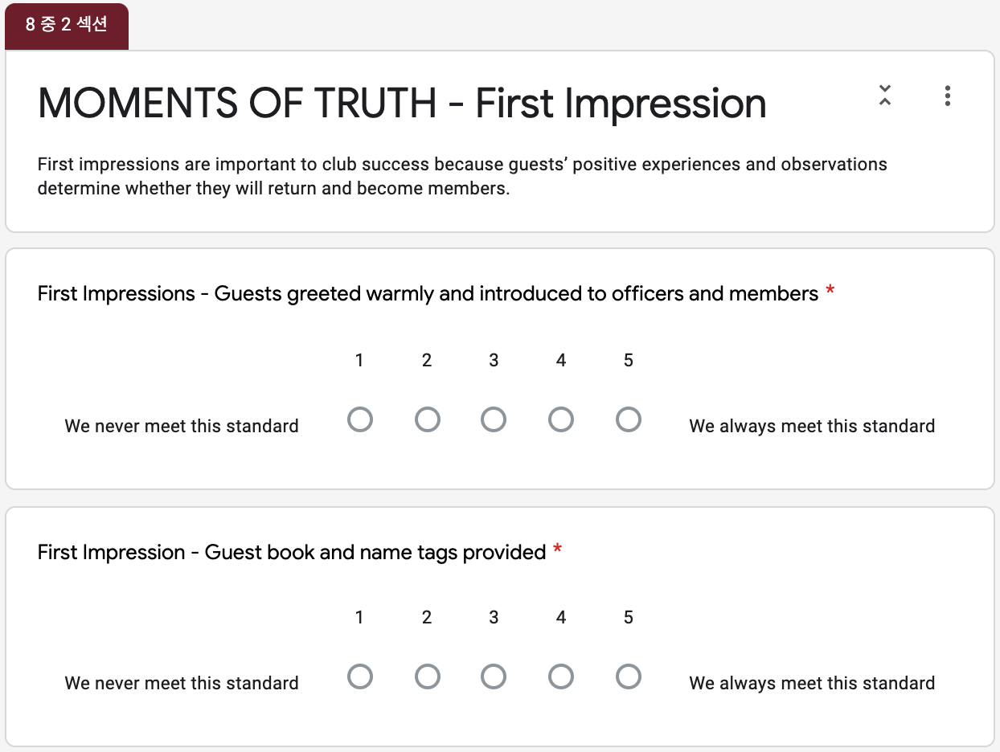 8 중 2 섹션
MOMENTS OF TRUTH - First Impression
First impressions are important to club success because guests’ positive experiences and observations
determine whether they will return and become members.
First Impressions - Guests greeted warmly and introduced to officers and members *
1 2 3 4 5
We never meet this standard We always meet this standard
First Impression - Guest book and name tags provided *
1 2 3 4 5
We never meet this standard We always meet this standard